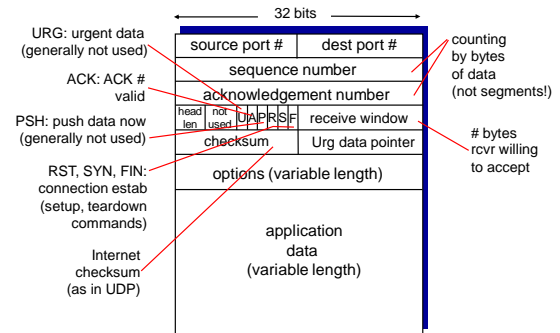 32 bits
URG: urgent data
(generally not used)
ACK: ACK #
valid
PSH: push data now
(generally not used)
RST, SYN, FIN:
connection estab
(setup, teardown
commands)
Internet
checksum
(as in UDP)
source port #
dest port #
sequence number
acknowledgement number
head
len
not
used
U A P R S F
receive window
checksum
Urg data pointer
options (variable length)
application
data
(variable length)
counting
by bytes
of data
(not segments!)
# bytes
rcvr willing
to accept